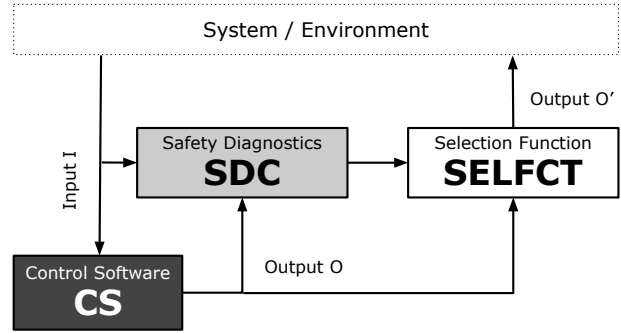 System / Environment
Output O’
Safety Diagnostics
SDC
Selection Function
SELFCT
Input I
Control Software
CS
Output O